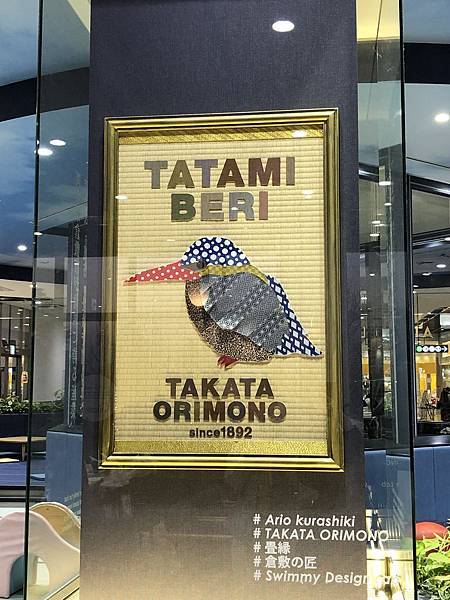 TATAMI
BERI
TAKATA
ORIMONO
since1892
# Ario kurashiki
# TAKATA ORIMONO
# 畳縁
# 倉敷の匠
# Swimmy Design